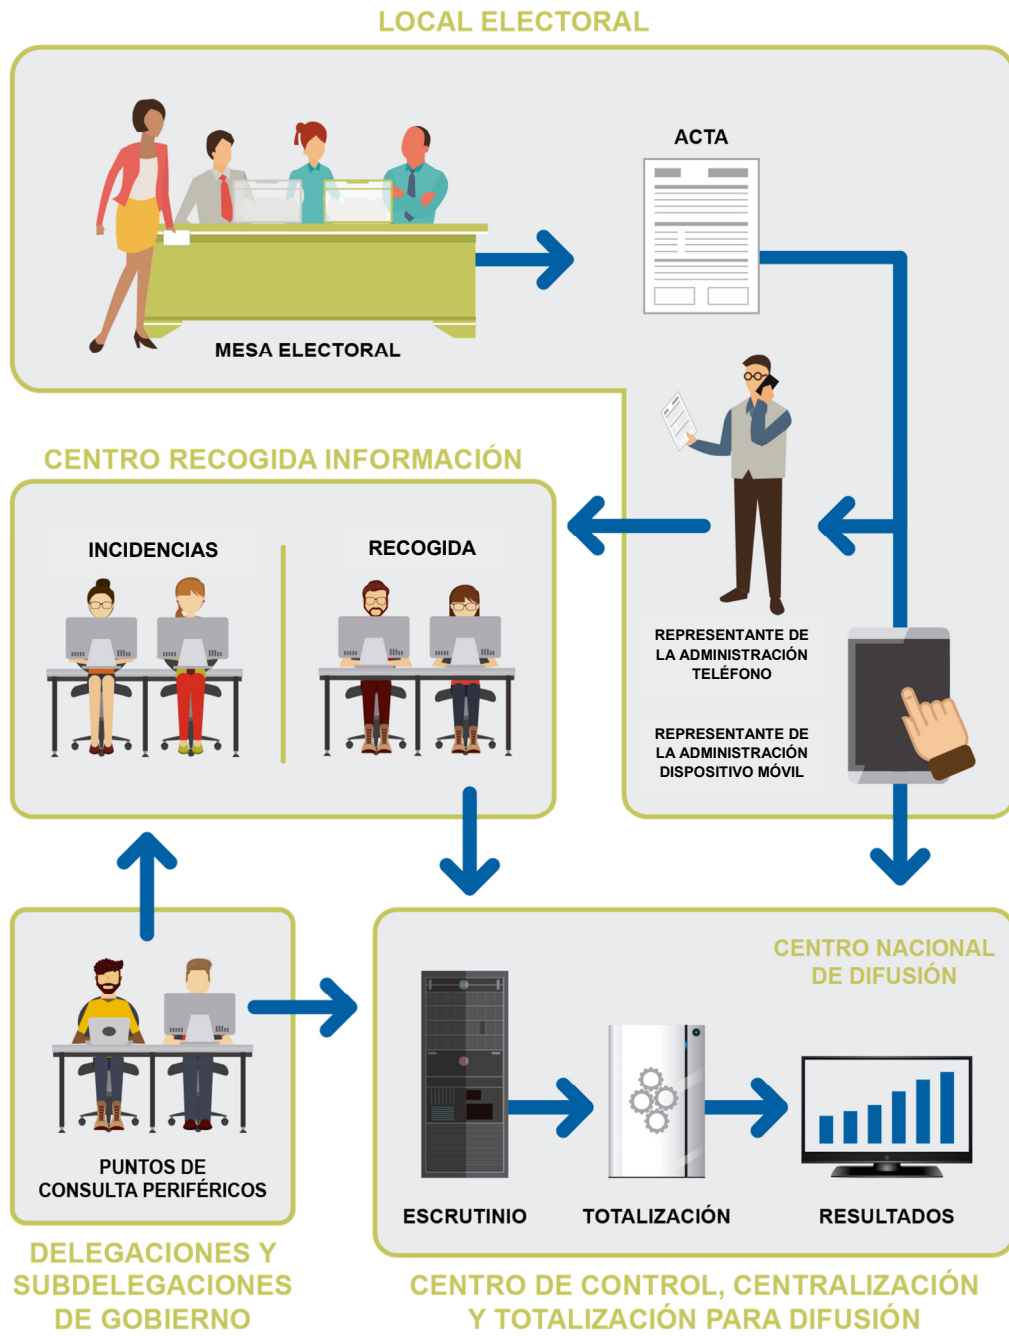 LOCAL ELECTORAL
ACTA
MESA ELECTORAL
CENTRO RECOGIDA INFORMACIÓN
INCIDENCIAS
RECOGIDA
REPRESENTANTE DE
LA ADMINISTRACIÓN
TELÉFONO
REPRESENTANTE DE
LA ADMINISTRACIÓN
DISPOSITIVO MÓVIL
PUNTOS DE
CONSULTA PERIFÉRICOS
DELEGACIONES Y
SUBDELEGACIONES
DE GOBIERNO
CENTRO NACIONAL
DE DIFUSIÓN
ESCRUTINIO
TOTALIZACIÓN
RESULTADOS
CENTRO DE CONTROL, CENTRALIZACIÓN
Y TOTALIZACIÓN PARA DIFUSIÓN